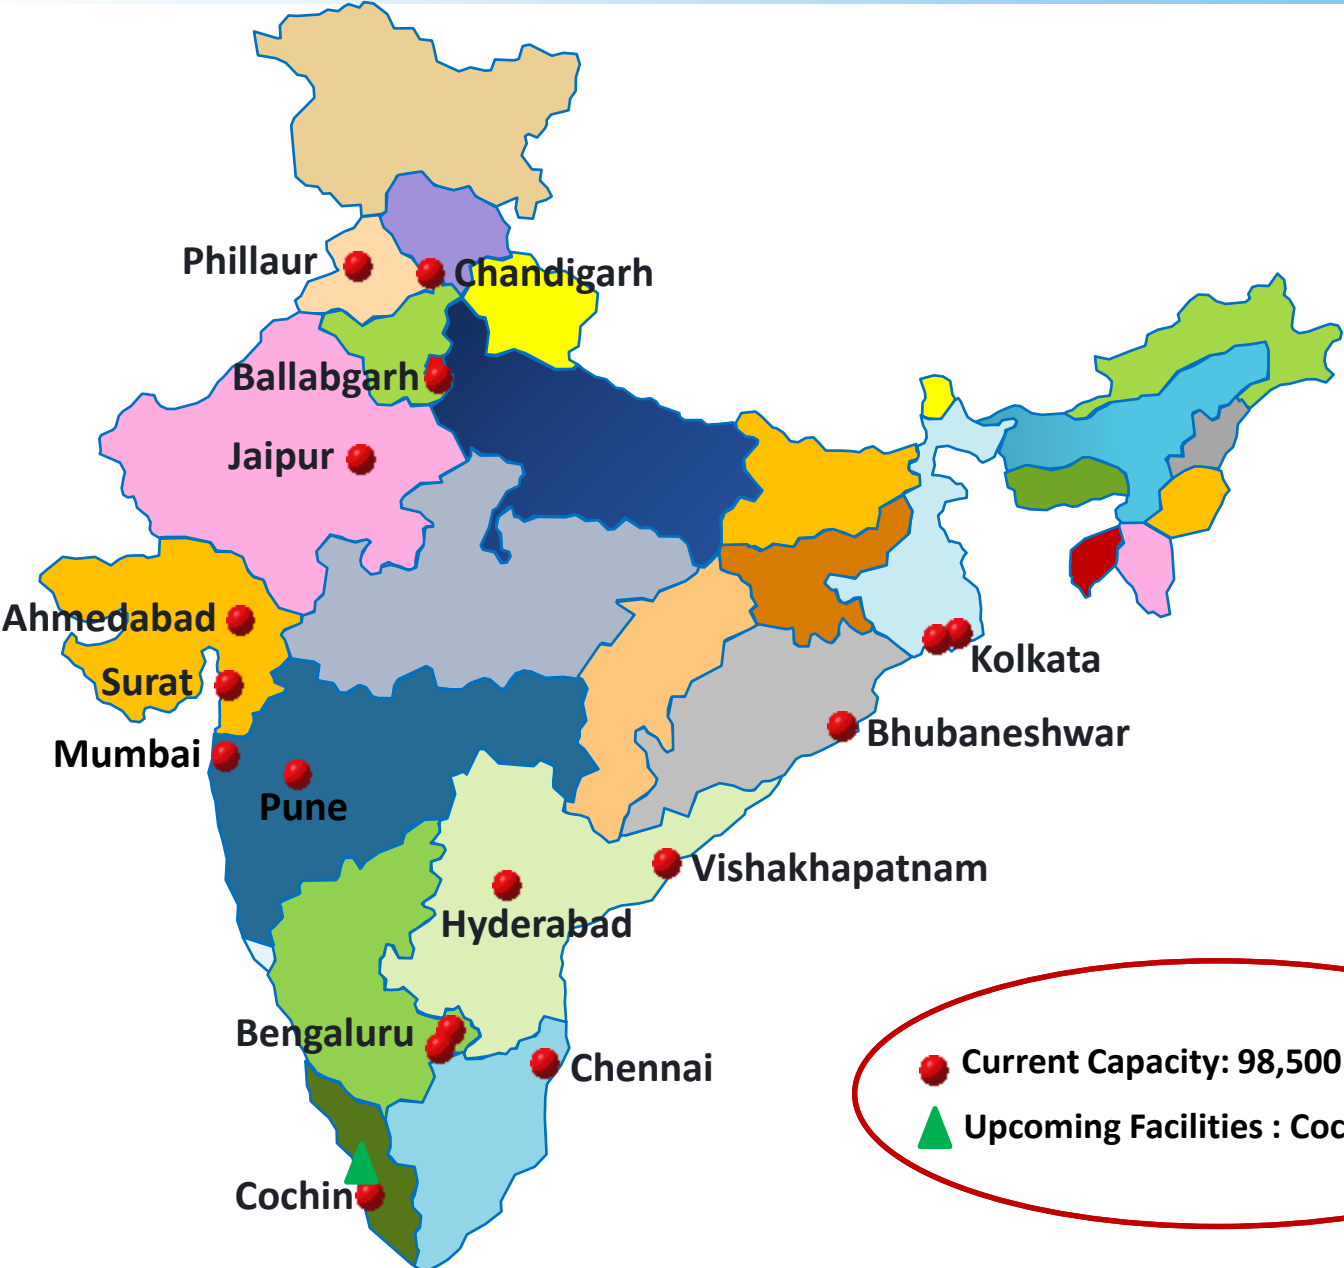 Phillaur
Chandigarh
Ballabgarh
Jaipur
Ahmedabad
Surat
Kolkata
Bhubaneshwar
Mumbai
Pune
Vishakhapatnam
Hyderabad
Bengaluru
Chennai
Current Capacity: 98,500
Upcoming Facilities : Coc
Cochin